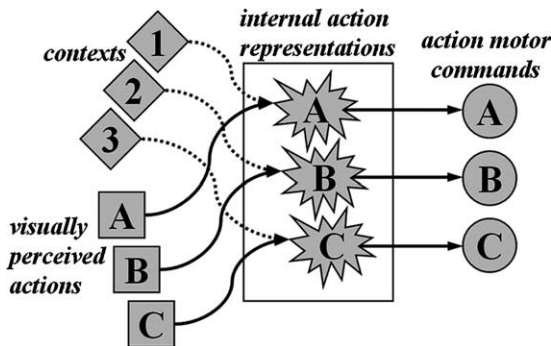 contexts
1
2
3
internal action
representations
action motor
commands
A
B
C
A
B
C
visually
perceived
actions
A
B
C